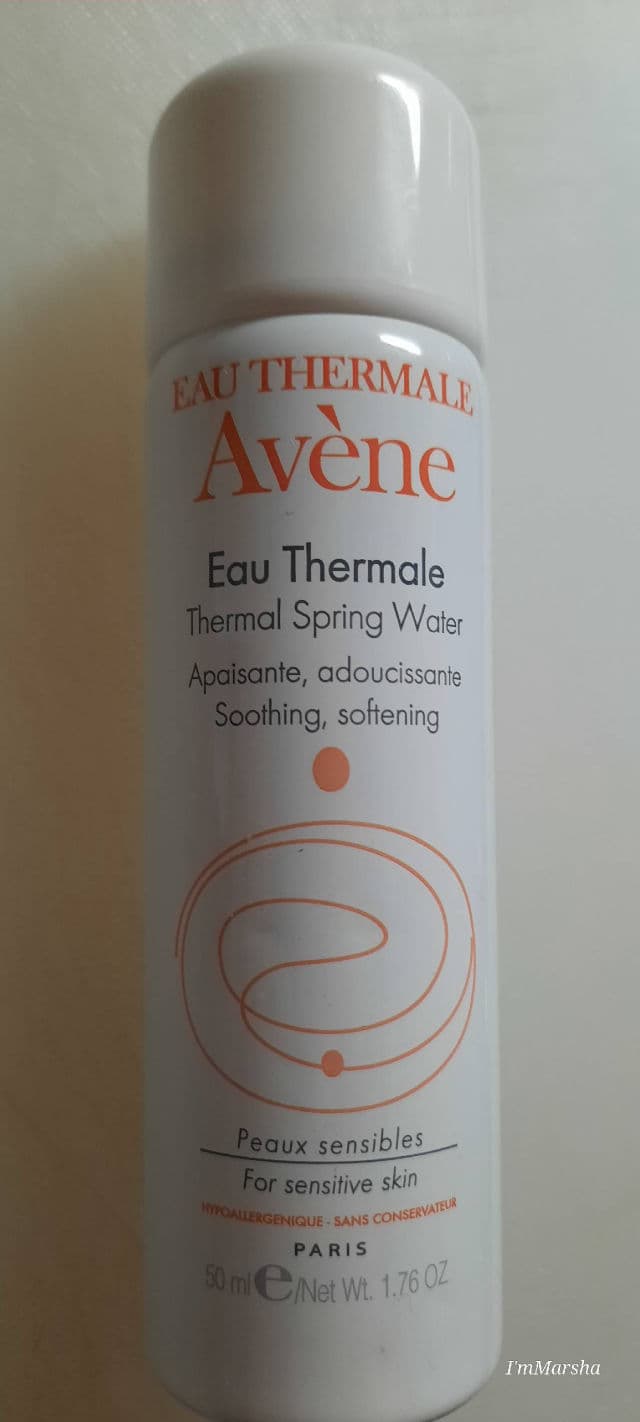 EAU THERMALE
Avène
Eau Thermale
Thermal Spring Water
Apaisante, adoucissante
Soothing, softening
Peaux sensibles
For sensitive skin
HYPOALLERGENIQUE - SANS CONSERVATEUR
PARIS
50 ml e/Net Wt. 1.76 OZ
I'mMarsha